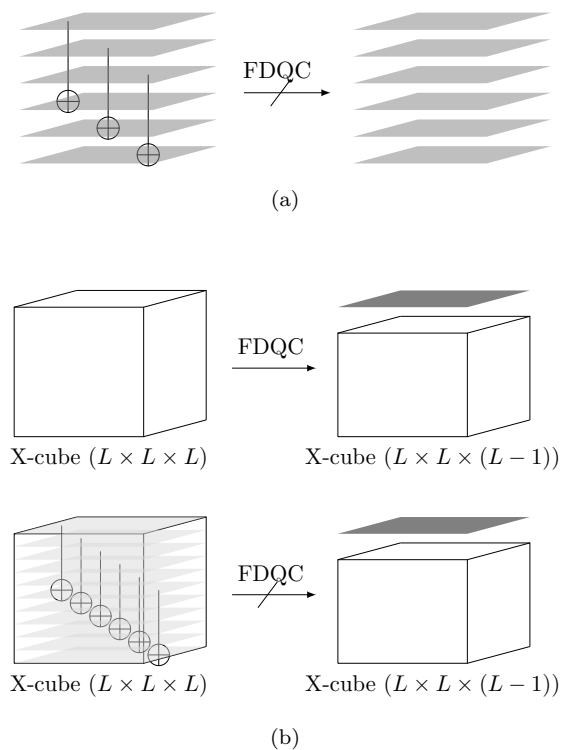 FDQC
(a)
FDQC
X-cube (L × L × L)
X-cube (L × L × (L − 1))
FDQC
X-cube (L × L × L)
X-cube (L × L × (L − 1))
(b)